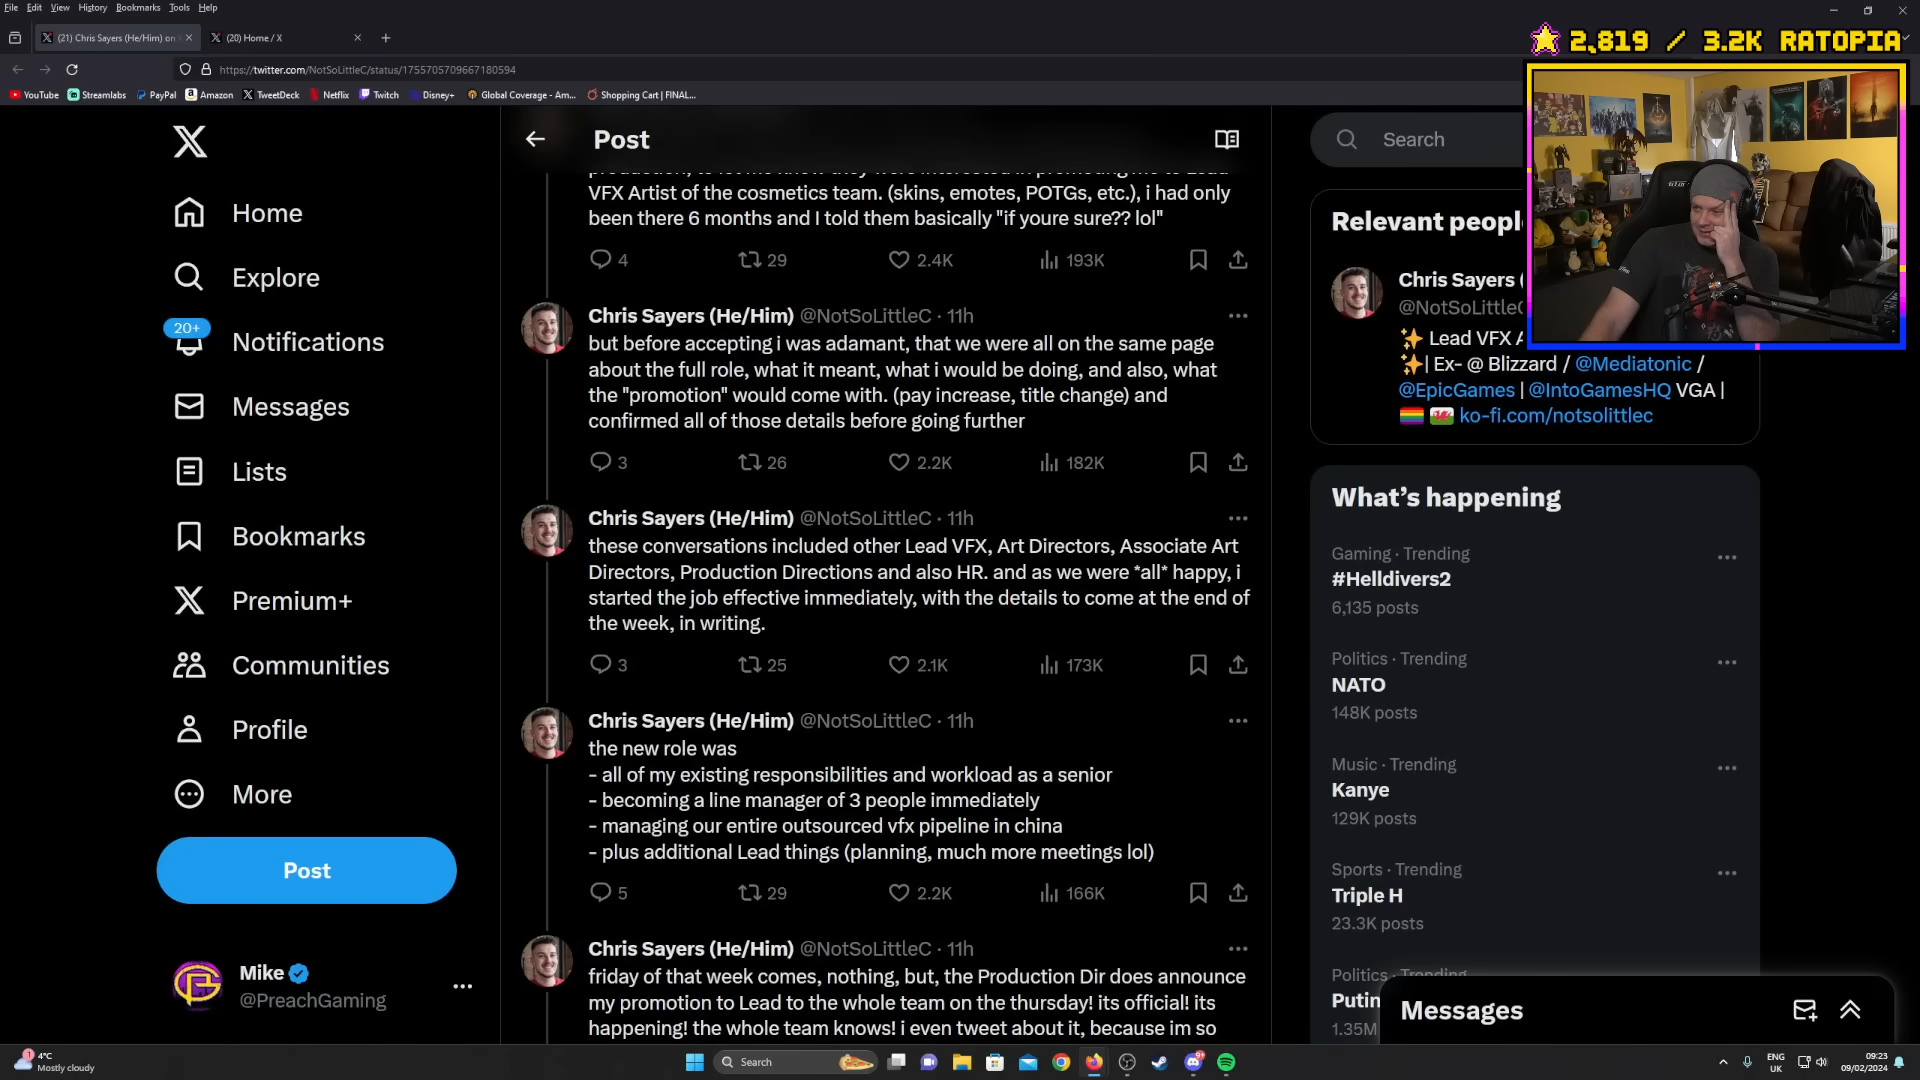 File Edit View History Bookmarks Tools Help
(21) Chris Sayers (He/Him) on
(20) Home / X
2,819 / 3.2K RATOPIA
https://twitter.com/NotSoLittleC/status/1755705709667180594
YouTube Streamlabs PayPal Amazon TweetDeck Netflix Twitch Disney+ Global Coverage - Am... Shopping Cart | FINAL...
Home
Explore
20+
Notifications
Messages
Lists
Bookmarks
Premium+
Communities
Profile
More
Post
Mike
@PreachGaming
Post
VFX Artist of the cosmetics team. (skins, emotes, POTGs, etc.), i had only
been there 6 months and I told them basically "if youre sure?? lol"
4 29 2.4K 193K
Chris Sayers (He/Him) @NotSoLittleC · 11h
but before accepting i was adamant, that we were all on the same page
about the full role, what it meant, what i would be doing, and also, what
the "promotion" would come with. (pay increase, title change) and
confirmed all of those details before going further
3 26 2.2K 182K
Chris Sayers (He/Him) @NotSoLittleC · 11h
these conversations included other Lead VFX, Art Directors, Associate Art
Directors, Production Directions and also HR. and as we were *all* happy, i
started the job effective immediately, with the details to come at the end of
the week, in writing.
3 25 2.1K 173K
Chris Sayers (He/Him) @NotSoLittleC · 11h
the new role was
- all of my existing responsibilities and workload as a senior
- becoming a line manager of 3 people immediately
- managing our entire outsourced vfx pipeline in china
- plus additional Lead things (planning, much more meetings lol)
5 29 2.2K 166K
Chris Sayers (He/Him) @NotSoLittleC · 11h
friday of that week comes, nothing, but, the Production Dir does announce
my promotion to Lead to the whole team on the thursday! its official! its
happening! the whole team knows! i even tweet about it, because im so
Search
Relevant peopl
Chris Sayers (
@NotSoLittleC
✨ Lead VFX A
✨| Ex- @ Blizzard / @Mediatonic /
@EpicGames | @IntoGamesHQ VGA |
ko-fi.com/notsolittlec
What's happening
Gaming · Trending
#Helldivers2
6,135 posts
Politics · Trending
NATO
148K posts
Music · Trending
Kanye
129K posts
Sports · Trending
Triple H
23.3K posts
Politics · Trending
Putin
1.35M
Messages
1
4°C
Mostly cloudy
Search
ENG
UK
09:23
09/02/2024